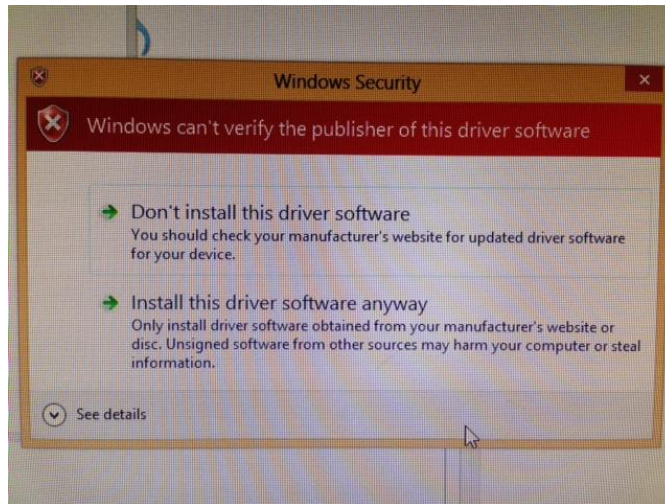 Windows Security
Windows can't verify the publisher of this driver software
Don't install this driver software
You should check your manufacturer's website for updated driver software
for your device.
Install this driver software anyway
Only install driver software obtained from your manufacturer's website or
disc. Unsigned software from other sources may harm your computer or steal
information.
See details